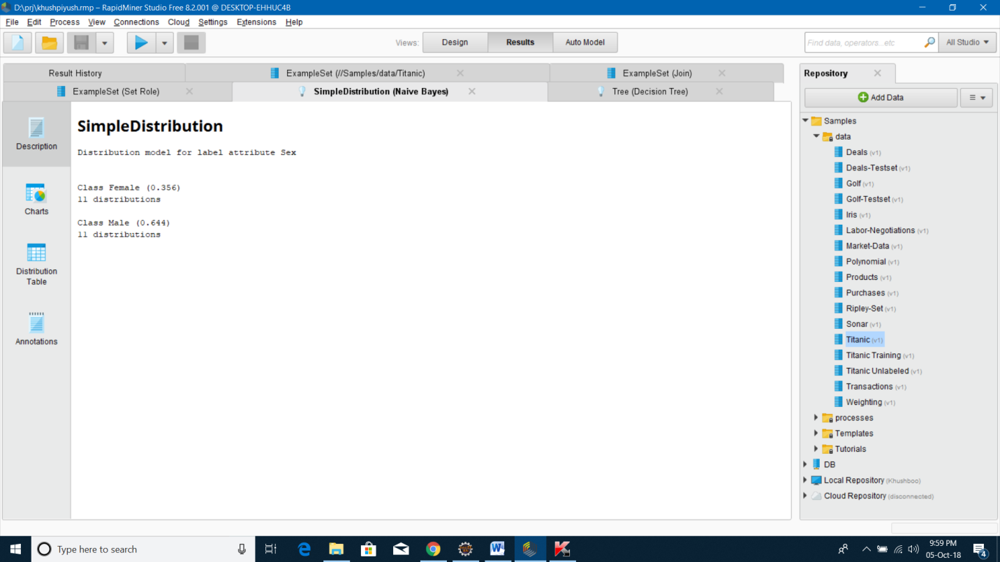 D:\prj\khushpiyush.rmp – RapidMiner Studio Free 8.2.001 @ DESKTOP-EHHUC4B
File Edit Process View Connections Cloud Settings Extensions Help
Views: Design Results Auto Model
Find data, operators...etc
All Studio
Result History
ExampleSet (//Samples/data/Titanic)
ExampleSet (Join)
ExampleSet (Set Role)
SimpleDistribution (Naive Bayes)
Tree (Decision Tree)
Description
Charts
Distribution
Table
Annotations
SimpleDistribution
Distribution model for label attribute Sex
Class Female (0.356)
11 distributions
Class Male (0.644)
11 distributions
Repository
Add Data
Samples
data
Deals (v1)
Deals-Testset (v1)
Golf (v1)
Golf-Testset (v1)
Iris (v1)
Labor-Negotiations (v1)
Market-Data (v1)
Polynomial (v1)
Products (v1)
Purchases (v1)
Ripley-Set (v1)
Sonar (v1)
Titanic (v1)
Titanic Training (v1)
Titanic Unlabeled (v1)
Transactions (v1)
Weighting (v1)
processes
Templates
Tutorials
DB
Local Repository (Khushboo)
Cloud Repository (disconnected)
Type here to search
9:59 PM
05-Oct-18
4